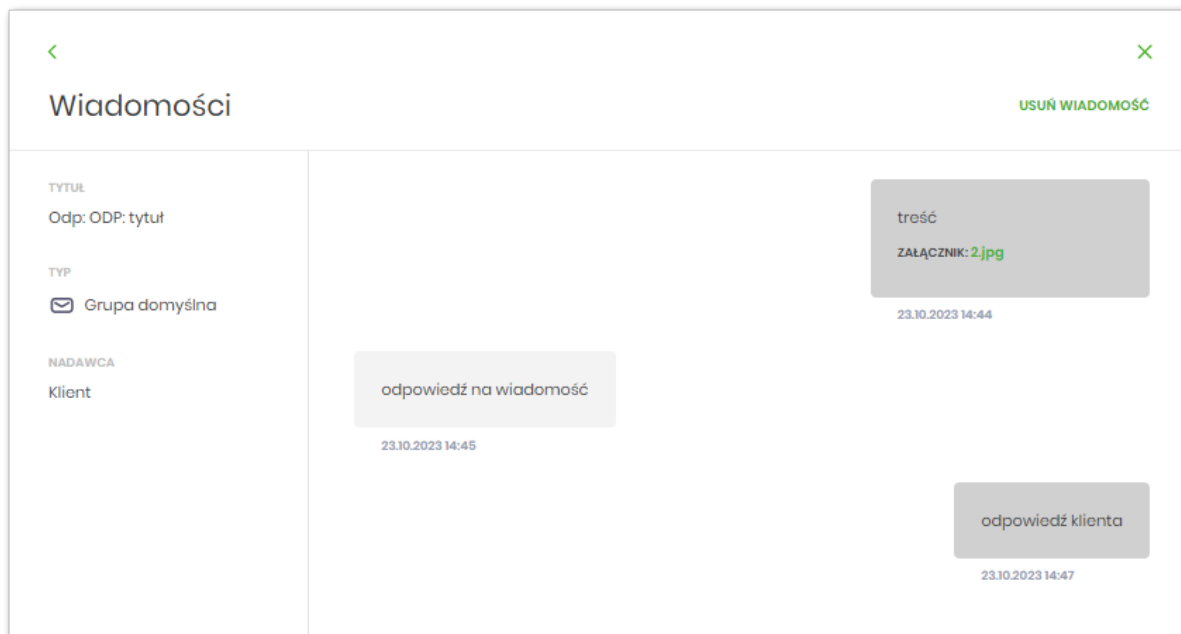 Wiadomości
USUŃ WIADOMOŚĆ
TYTUŁ
Odp: ODP: tytuł
TYP
Grupa domyślna
NADAWCA
Klient
treść
ZAŁĄCZNIK: 2.jpg
23.10.2023 14:44
odpowiedź na wiadomość
23.10.2023 14:45
odpowiedź klienta
23.10.2023 14:47